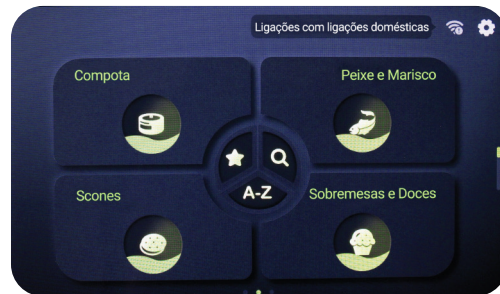 Ligações com ligações domésticas
Compota
Peixe e Marisco
A-Z
Scones
Sobremesas e Doces